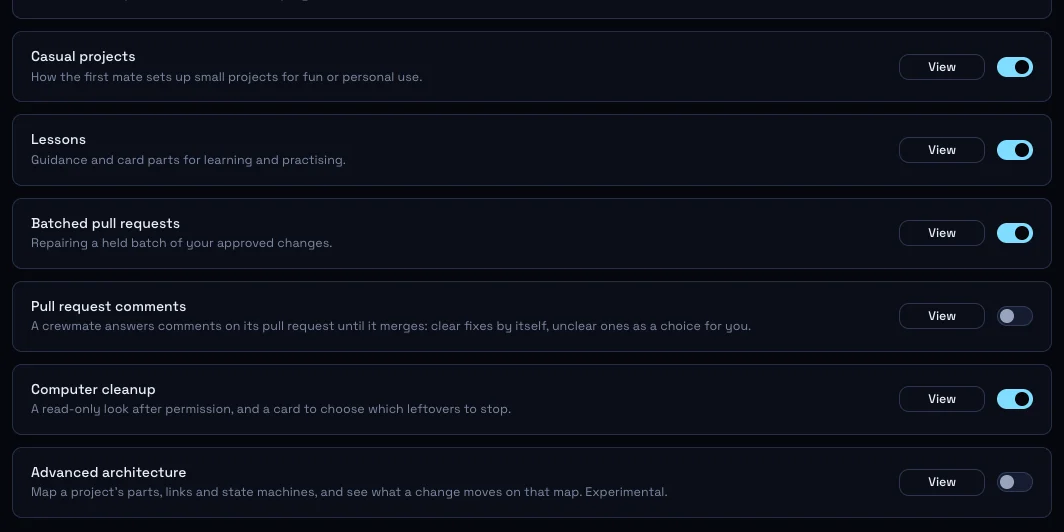 Casual projects
How the first mate sets up small projects for fun or personal use.
View
Lessons
Guidance and card parts for learning and practising.
View
Batched pull requests
Repairing a held batch of your approved changes.
View
Pull request comments
A crewmate answers comments on its pull request until it merges: clear fixes by itself, unclear ones as a choice for you.
View
Computer cleanup
A read-only look after permission, and a card to choose which leftovers to stop.
View
Advanced architecture
Map a project's parts, links and state machines, and see what a change moves on that map. Experimental.
View